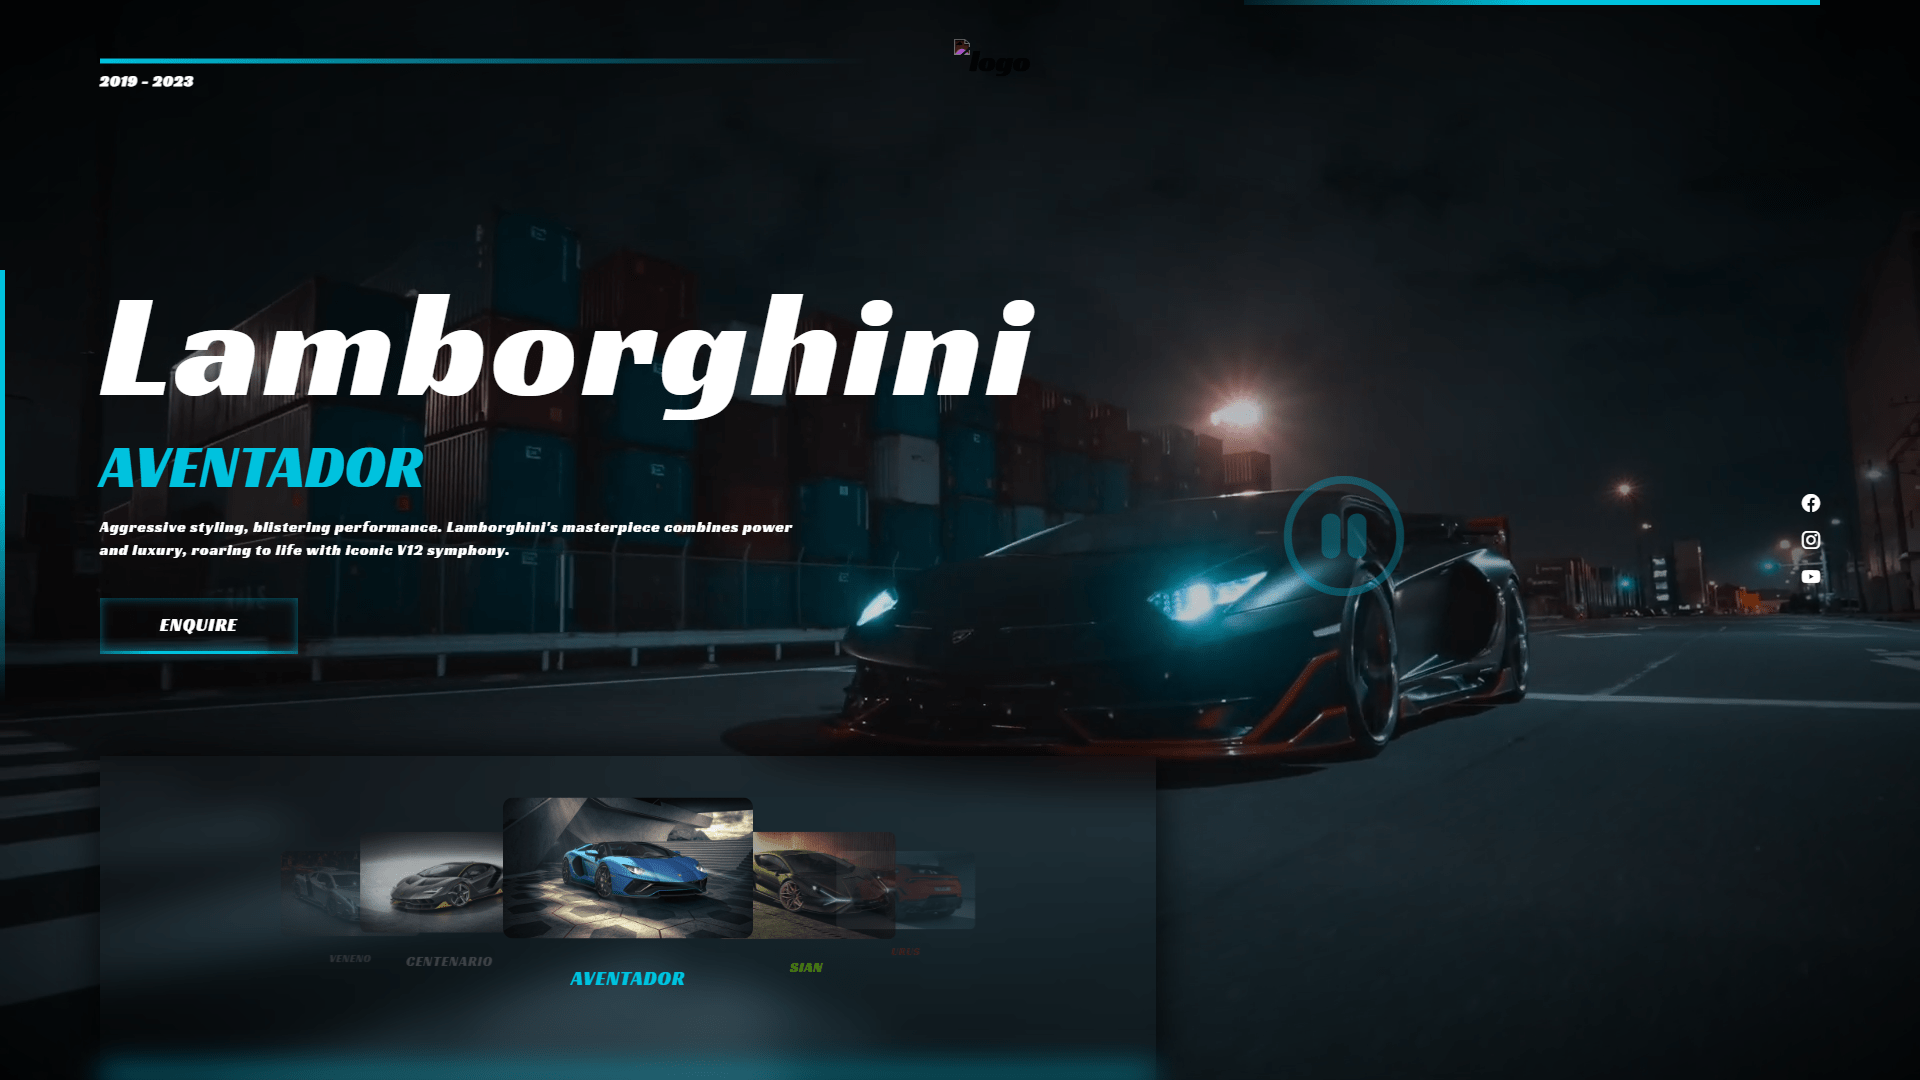 logo
2019 - 2023
Lamborghini
AVENTADOR
Aggressive styling, blistering performance. Lamborghini's masterpiece combines power
and luxury, roaring to life with iconic V12 symphony.
ENQUIRE
VENENO
CENTENARIO
AVENTADOR
SIAN
URUS